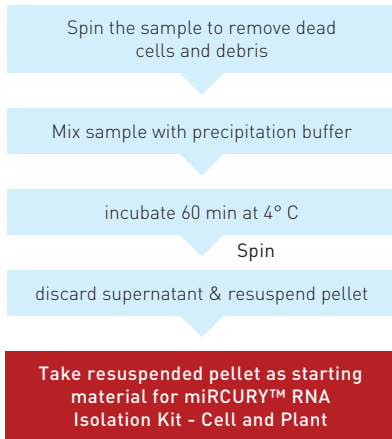 Spin the sample to remove dead
cells and debris
Mix sample with precipitation buffer
incubate 60 min at 4° C
Spin
discard supernatant & resuspend pellet
Take resuspended pellet as starting
material for miRCURY™ RNA
Isolation Kit - Cell and Plant